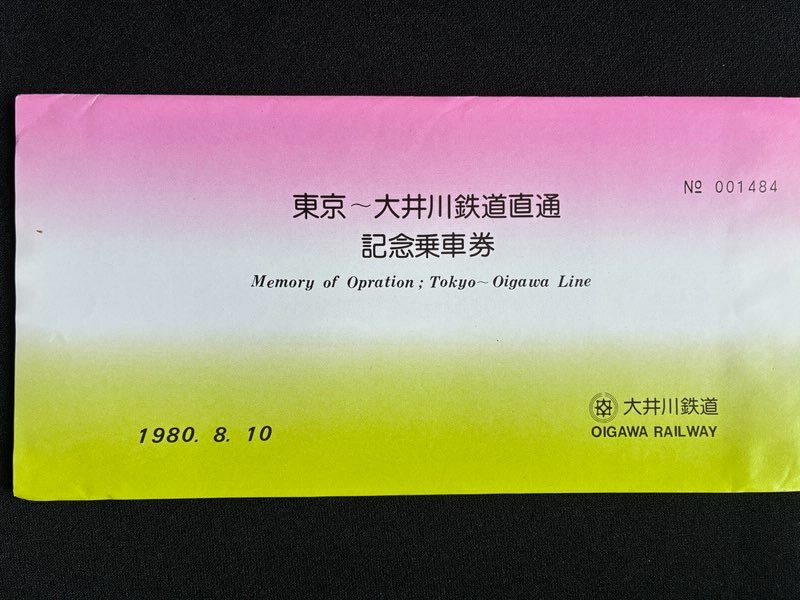 № 001484
東京～大井川鉄道直通
記念乗車券
Memory of Opration; Tokyo～Oigawa Line
1980. 8. 10
大井川鉄道
OIGAWA RAILWAY